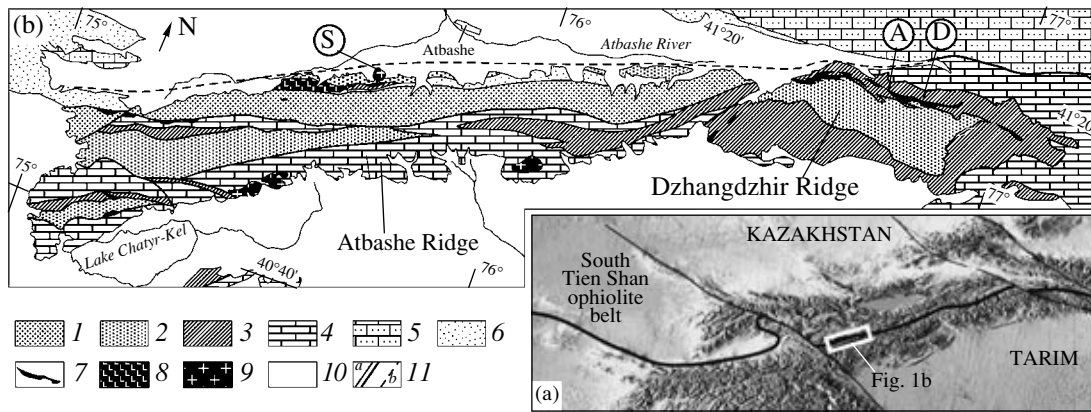 (b)
75°
N
S
Atbashe
76°
41°20'
Atbashe River
A
D
77°
41°20'
75°
Dzhangdzhir Ridge
77°
Lake Chatyr-Kel
Atbashe Ridge
40°40'
76°
KAZAKHSTAN
South
Tien Shan
ophiolite
belt
TARIM
Fig. 1b
(a)
1 2 3 4 5 6
7 8 9 10 a b 11